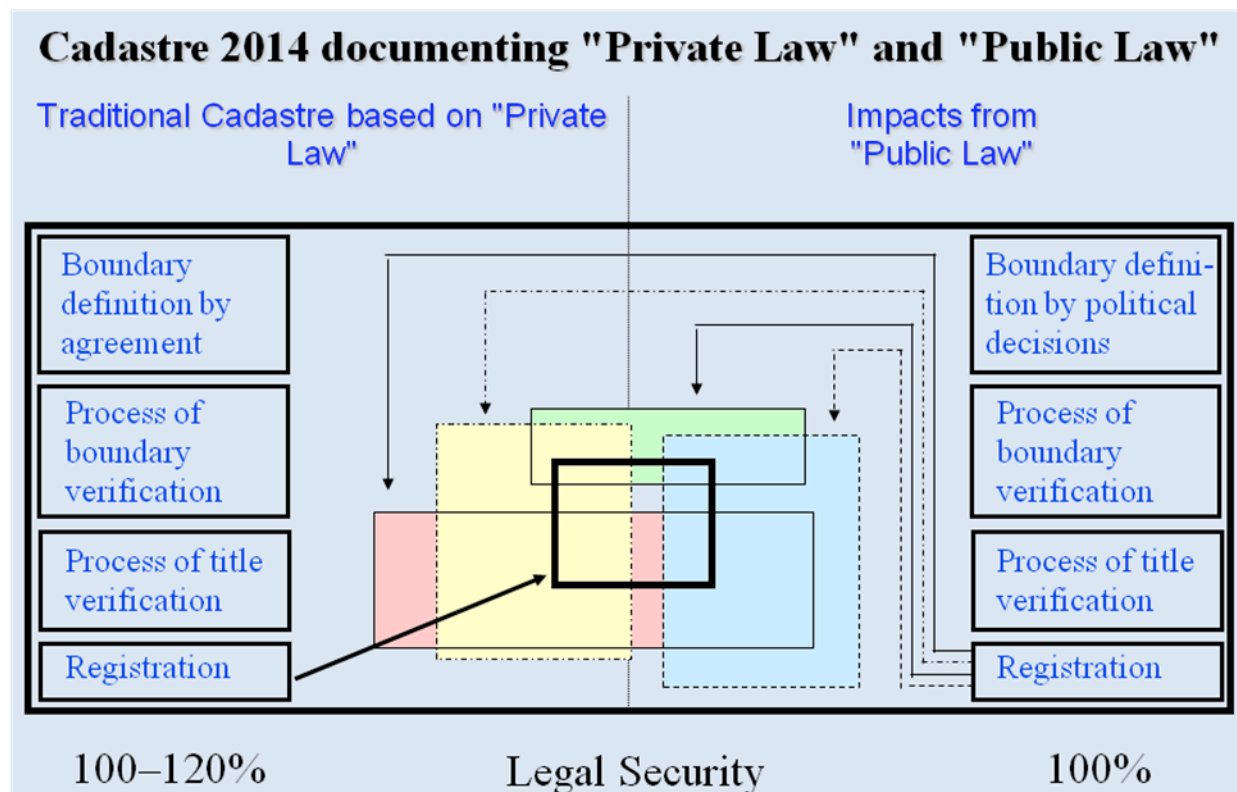 Cadastre 2014 documenting "Private Law" and "Public Law"
Traditional Cadastre based on "Private
Law"
Impacts from
"Public Law"
Boundary
definition by
agreement
Process of
boundary
verification
Process of title
verification
Registration
Boundary defini-
tion by political
decisions
Process of
boundary
verification
Process of title
verification
Registration
100–120%
Legal Security
100%